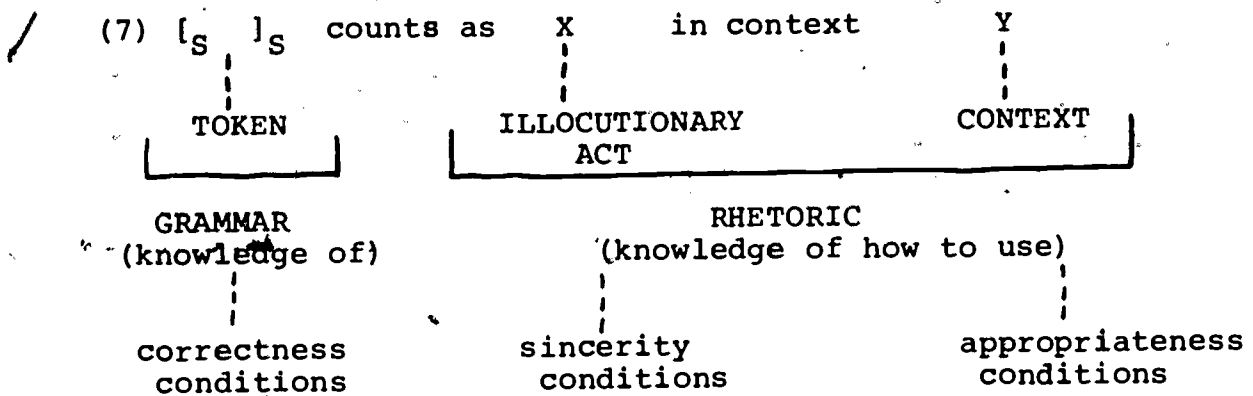 (7) [S ]S counts as X in context Y
TOKEN ILLOCUTIONARY CONTEXT
ACT
GRAMMAR RHETORIC
(knowledge of) (knowledge of how to use)
correctness sincerity appropriateness
conditions conditions conditions